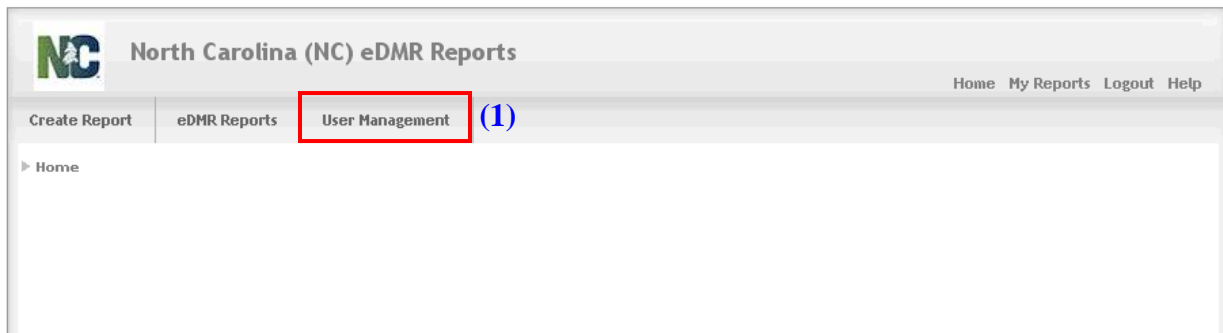 NC
North Carolina (NC) eDMR Reports
Home My Reports Logout Help
Create Report eDMR Reports User Management (1)
Home